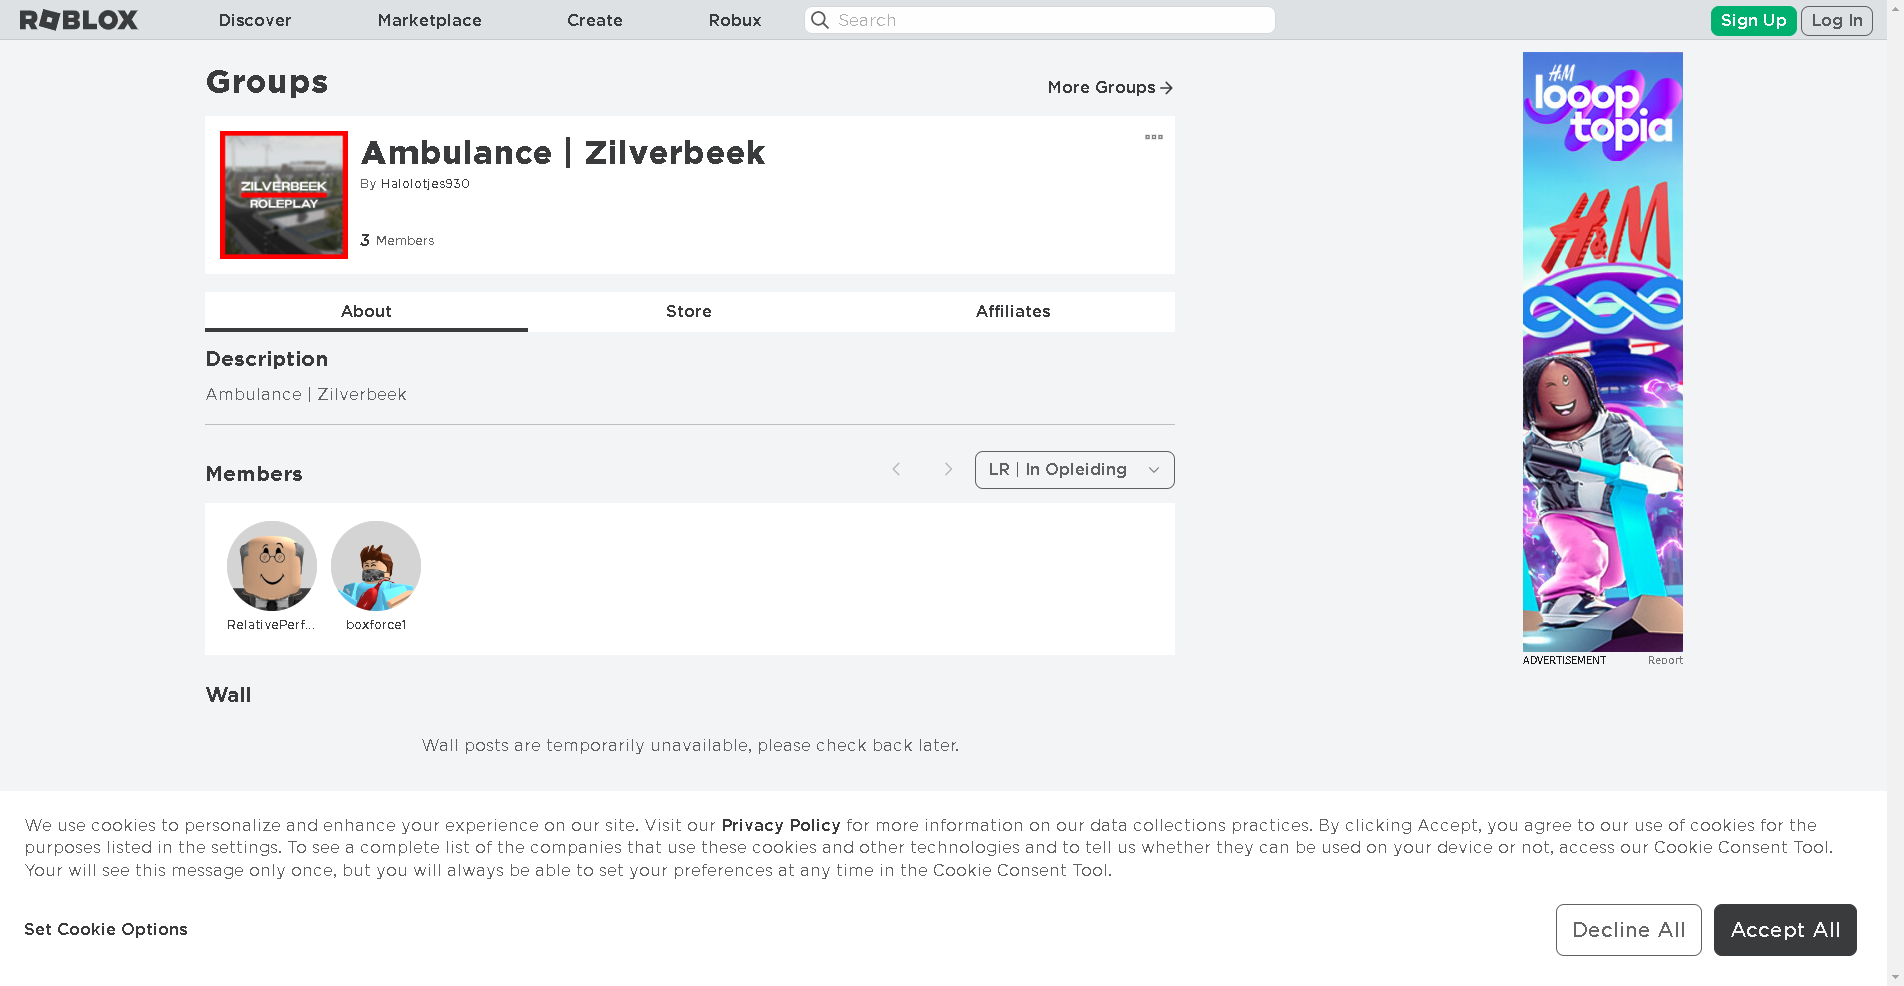 ROBLOX Discover Marketplace Create Robux Search Sign Up Log In
Groups
More Groups
Ambulance | Zilverbeek
By Halolotjes930
3 Members
ZILVERBEEK
ROLEPLAY
About Store Affiliates
Description
Ambulance | Zilverbeek
Members
LR | In Opleiding
RelativePerf... boxforce1
Wall
Wall posts are temporarily unavailable, please check back later.
H&M
looop
topia
H&M
ADVERTISEMENT Report
We use cookies to personalize and enhance your experience on our site. Visit our Privacy Policy for more information on our data collections practices. By clicking Accept, you agree to our use of cookies for the
purposes listed in the settings. To see a complete list of the companies that use these cookies and other technologies and to tell us whether they can be used on your device or not, access our Cookie Consent Tool.
Your will see this message only once, but you will always be able to set your preferences at any time in the Cookie Consent Tool.
Set Cookie Options
Decline All Accept All